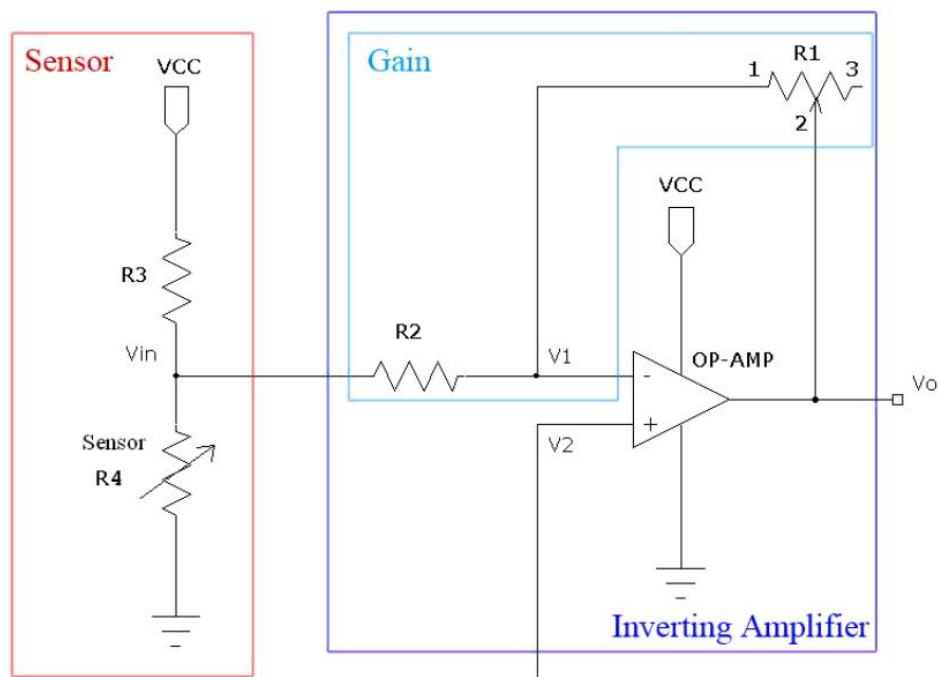 Sensor
VCC
R3
Vin
Sensor
R4
Gain
R1
1
3
2
VCC
R2
V1
OP-AMP
-
+
V2
Vo
Inverting Amplifier